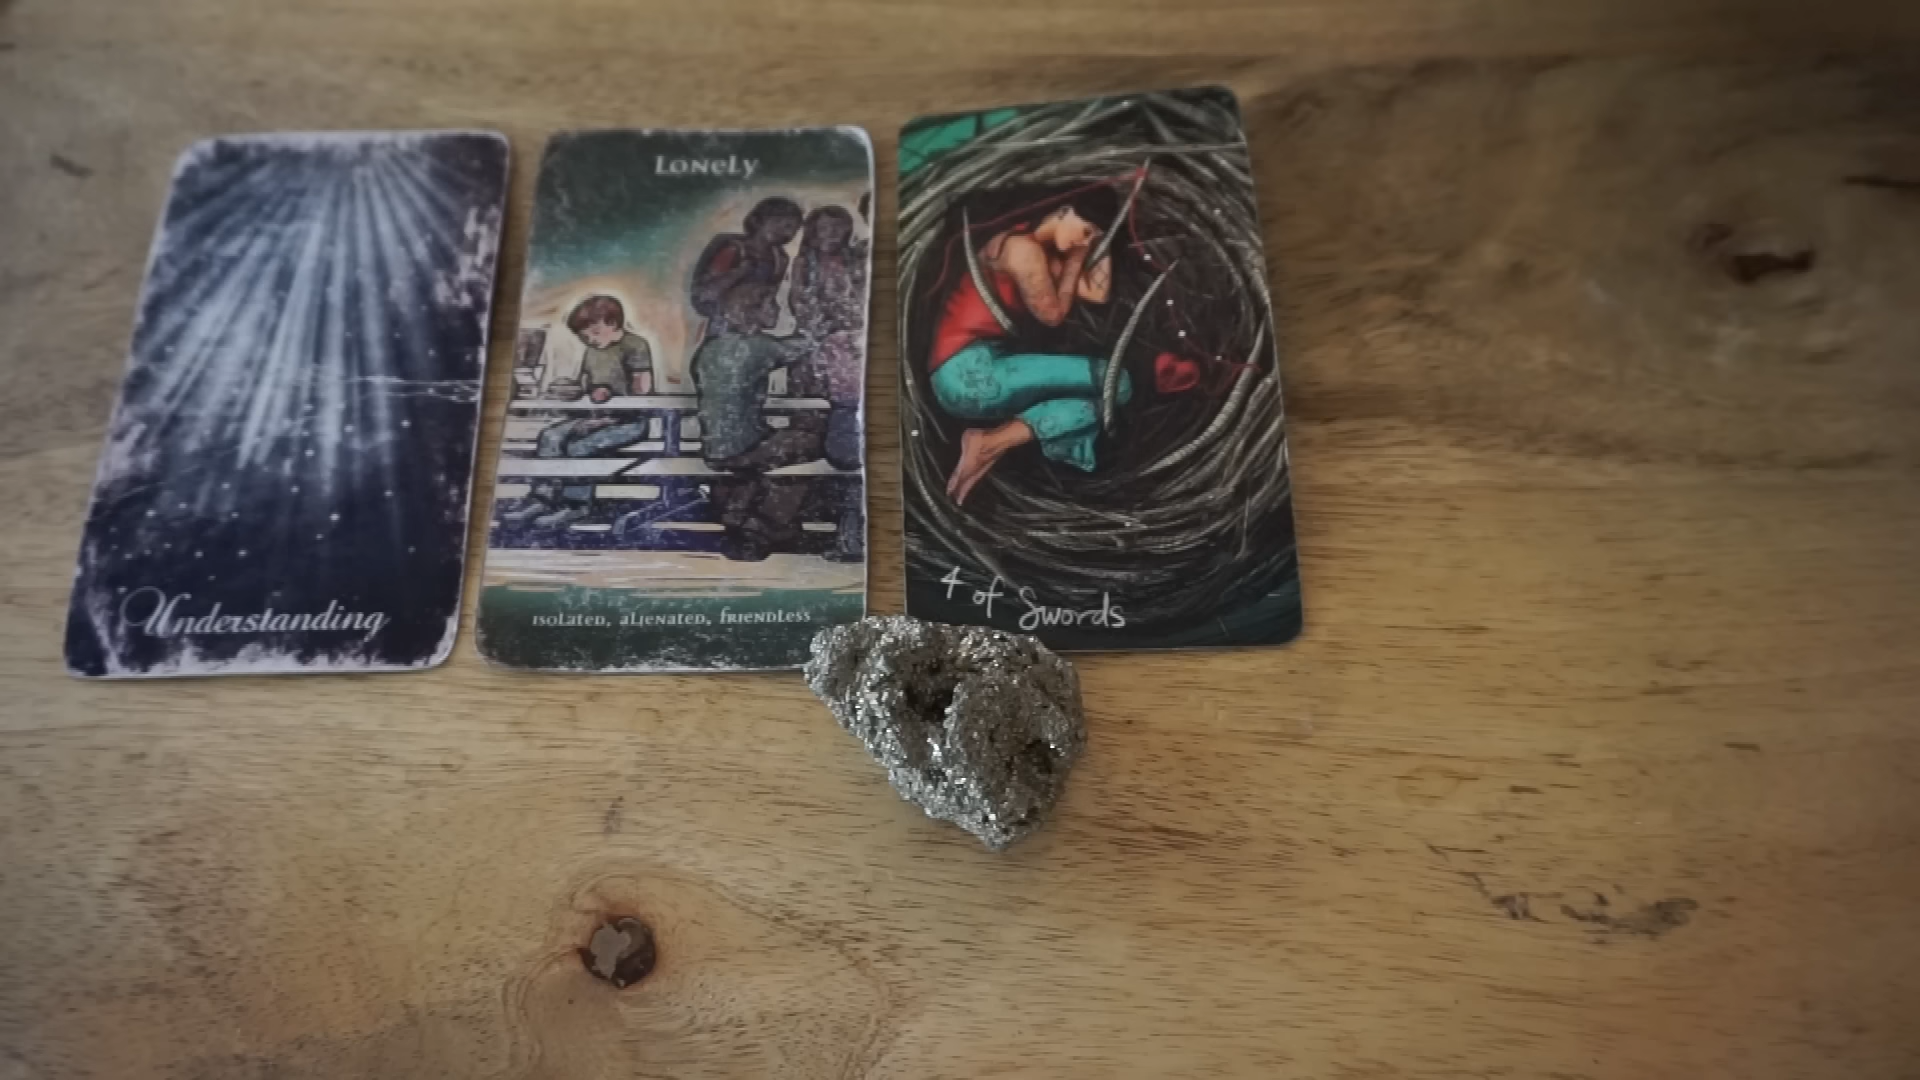 Understanding
Lonely
isolated, alienated, friendless
4 of Swords